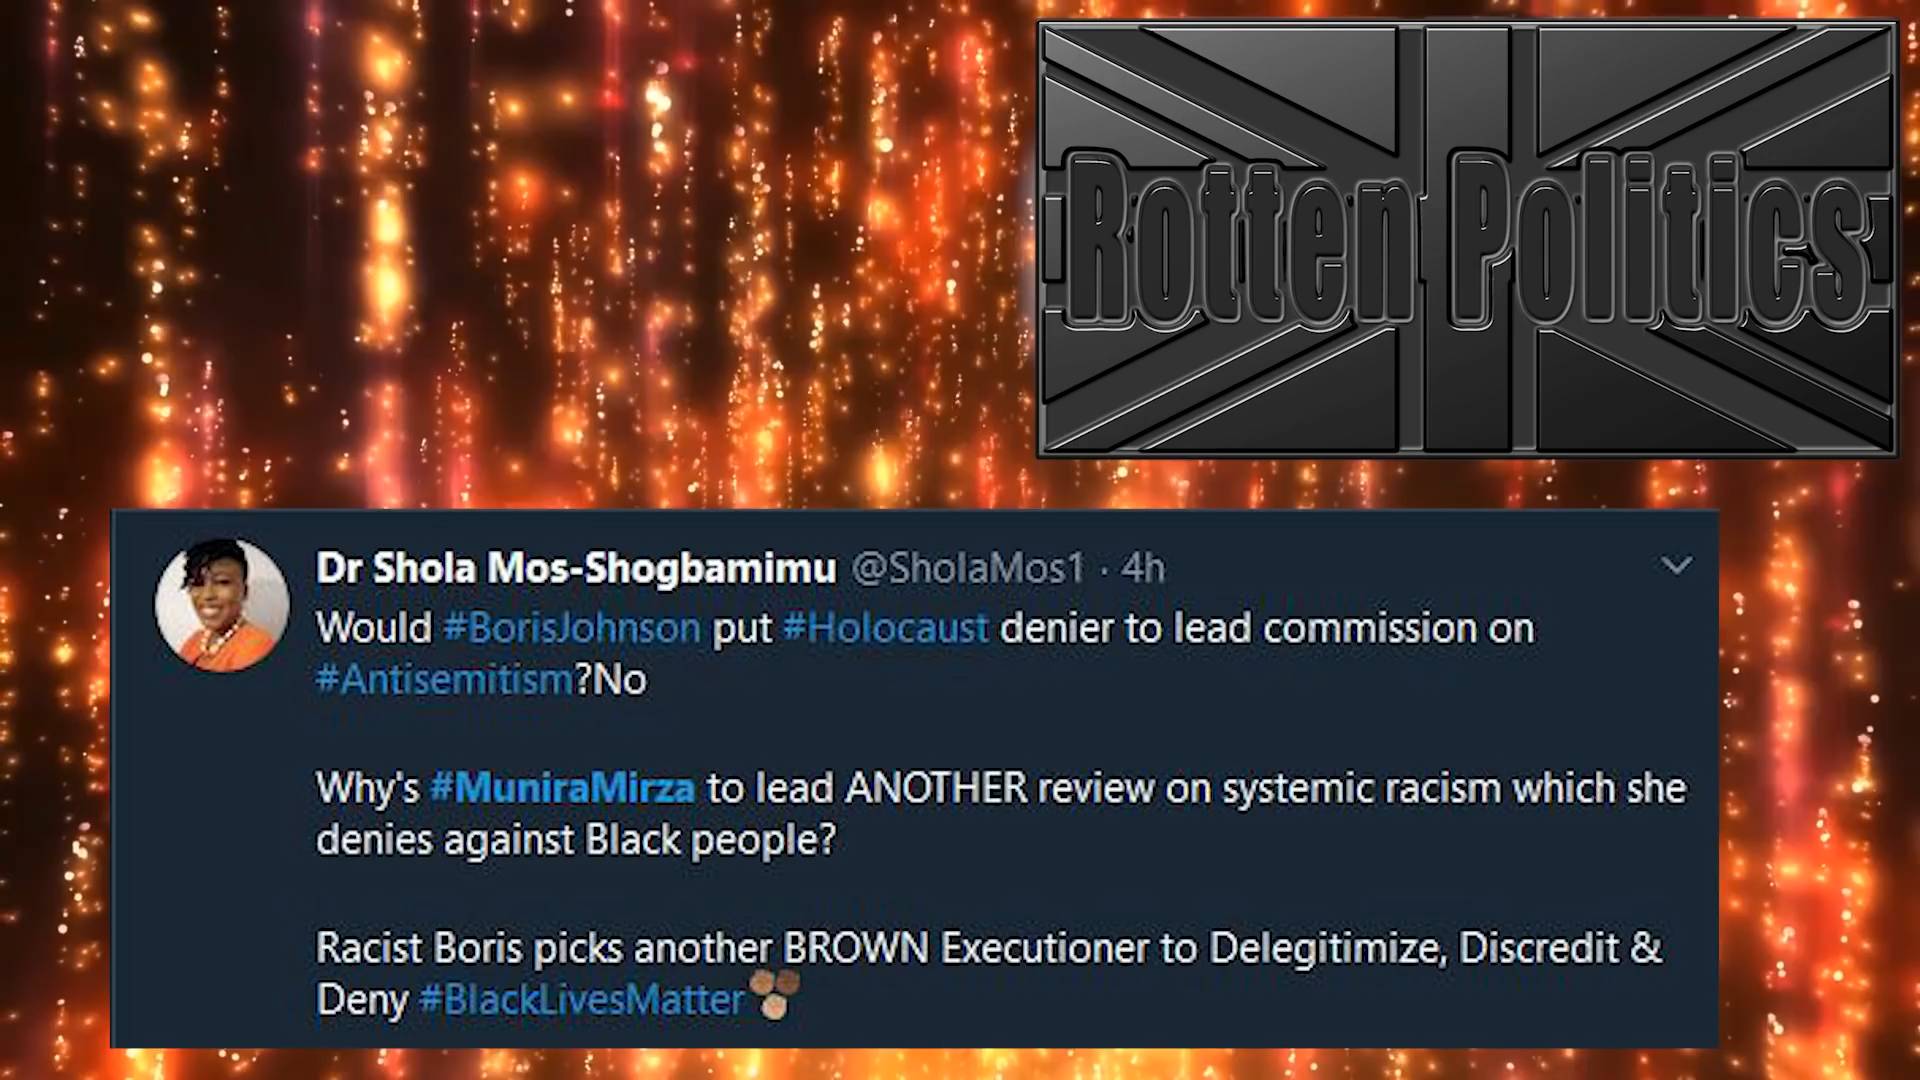 Rotten Politics
Dr Shola Mos-Shogbamimu @SholaMos1 · 4h
Would #BorisJohnson put #Holocaust denier to lead commission on
#Antisemitism?No
Why's #MuniraMirza to lead ANOTHER review on systemic racism which she
denies against Black people?
Racist Boris picks another BROWN Executioner to Delegitimize, Discredit &
Deny #BlackLivesMatter